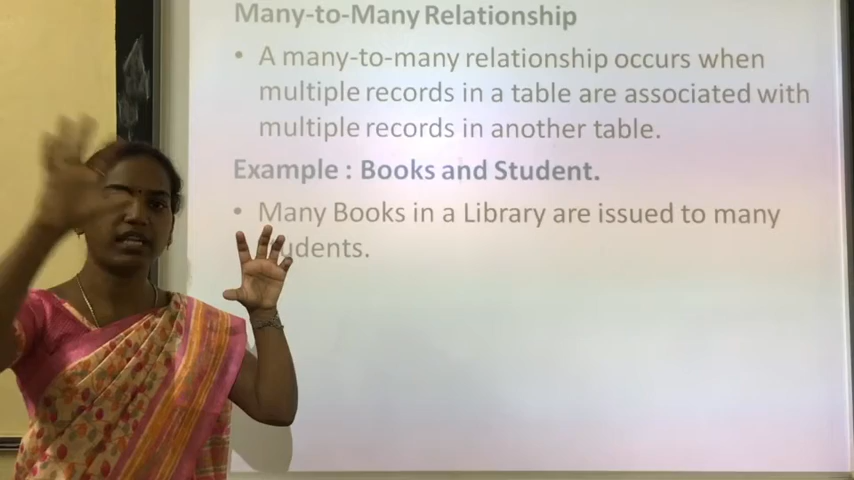 Many-to-Many Relationship
• A many-to-many relationship occurs when
multiple records in a table are associated with
multiple records in another table.
Example : Books and Student.
• Many Books in a Library are issued to many
udents.